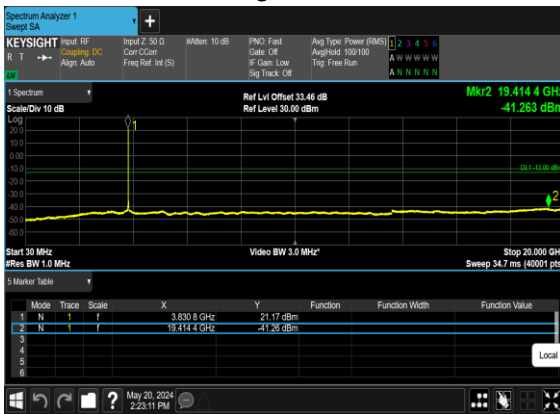 Spectrum Analyzer 1
Swept SA
KEYSIGHT
R T
LV
Input: RF
Coupling: DC
Align: Auto
Input Z: 50 Ω
Corr CCorr
Freq Ref: Int (S)
#Atten: 10 dB
PNO: Fast
Gate: Off
IF Gain: Low
Sig Track: Off
Avg Type: Power (RMS)
Avg|Hold: 100/100
Trig: Free Run
1 2 3 4 5 6
A W W W W W
A N N N N N
1 Spectrum
Scale/Div 10 dB
Ref Lvl Offset 33.46 dB
Ref Level 30.00 dBm
Mkr2 19.414 4 GHz
-41.263 dBm
Log
20.0
10.0
0.00
-10.0
-20.0
-30.0
-40.0
-50.0
-60.0
1
DL1 -13.00 dBm
2
Start 30 MHz
#Res BW 1.0 MHz
Video BW 3.0 MHz*
Stop 20.000 GH
Sweep 34.7 ms (40001 pts
5 Marker Table
Mode Trace Scale X Y Function Function Width Function Value
1 N 1 f 3.830 8 GHz 21.17 dBm
2 N 1 f 19.414 4 GHz -41.26 dBm
3
4
5
6
Local
?
May 20, 2024
2:23:11 PM